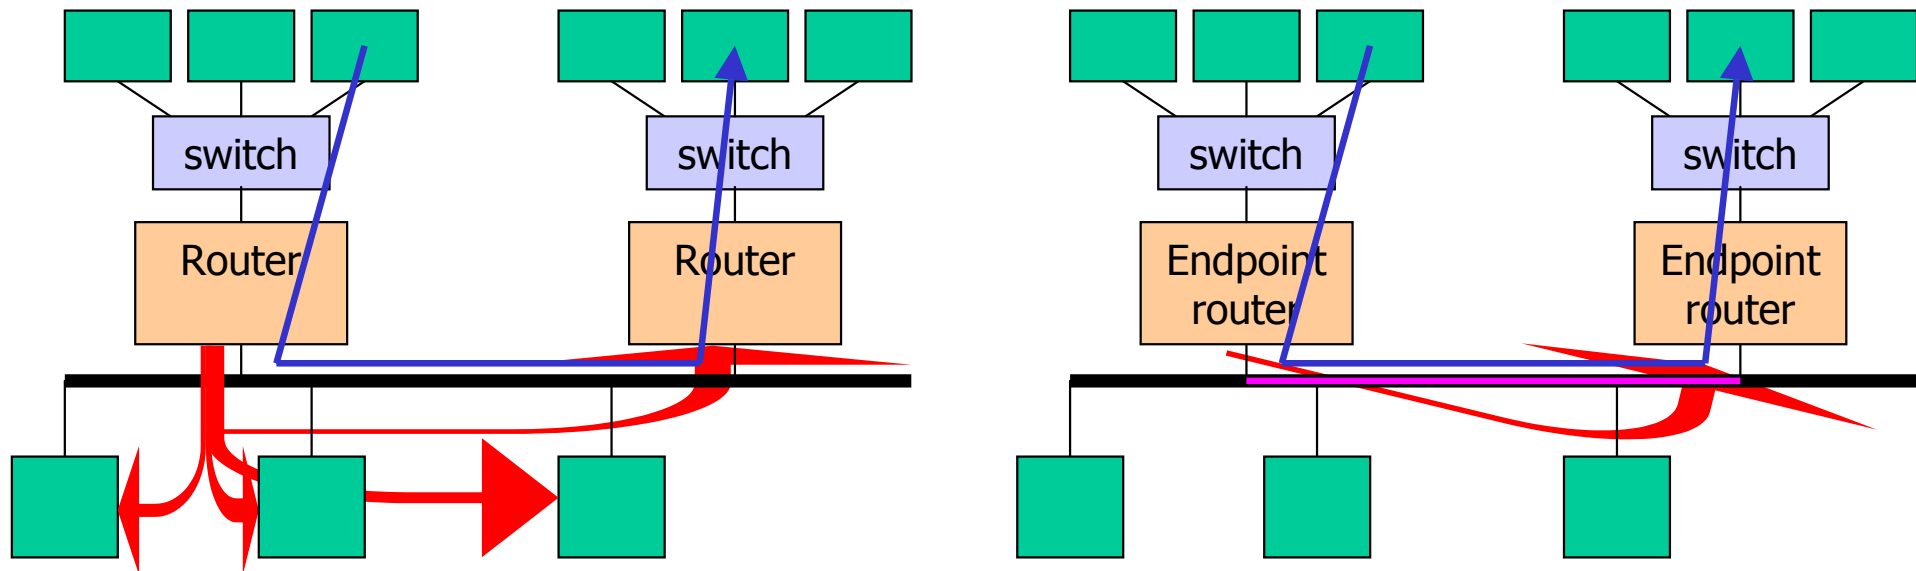 switch
switch
switch
switch
Router
Router
Endpoint
router
Endpoint
router